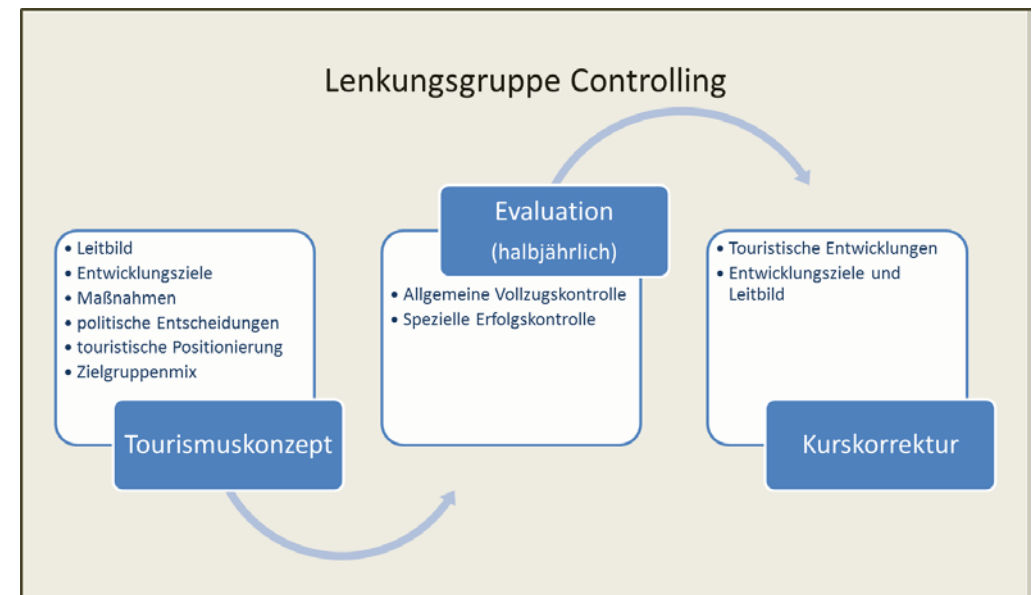 Lenkungsgruppe Controlling
• Leitbild
• Entwicklungsziele
• Maßnahmen
• politische Entscheidungen
• touristische Positionierung
• Zielgruppenmix
Tourismuskonzept
Evaluation
(halbjährlich)
• Allgemeine Vollzugskontrolle
• Spezielle Erfolgskontrolle
• Touristische Entwicklungen
• Entwicklungsziele und
Leitbild
Kurskorrektur